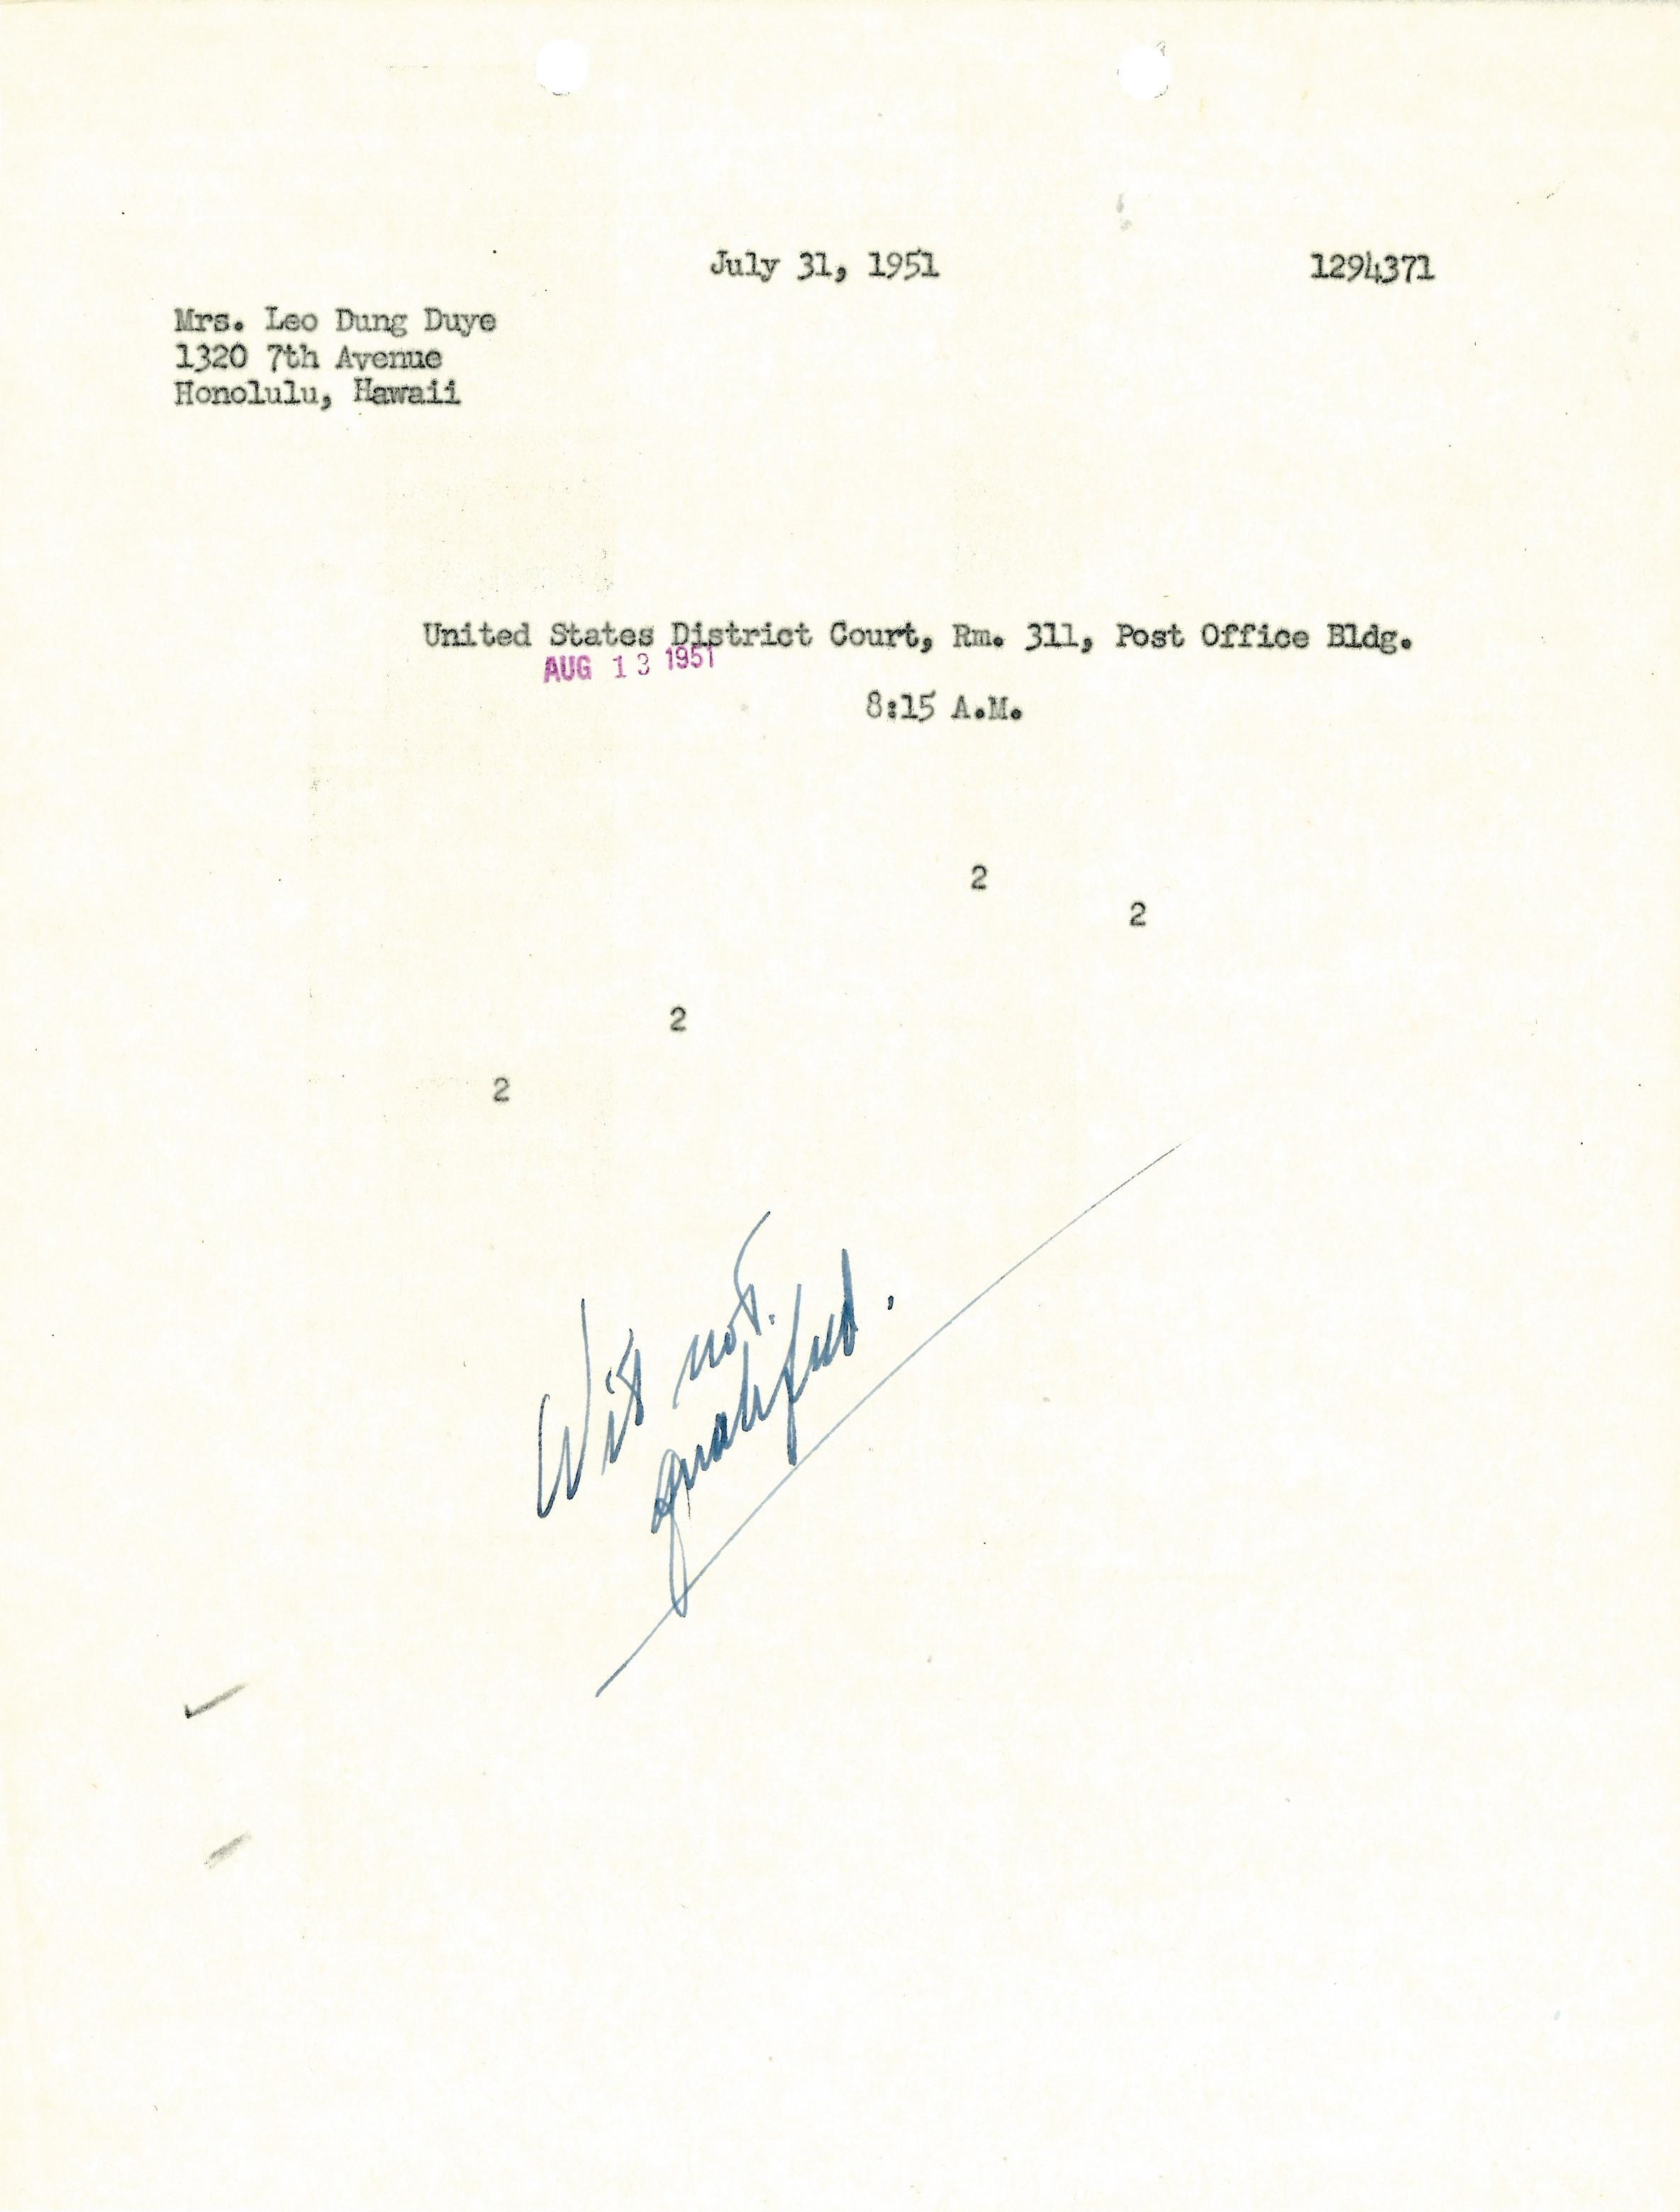 July 31, 1951 1294371
Mrs. Leo Dung Duye
1320 7th Avenue
Honolulu, Hawaii
United States District Court, Rm. 311, Post Office Bldg.
AUG 13 1951
8:15 A.M.
2
2
2
2
Wit not.
qualified.